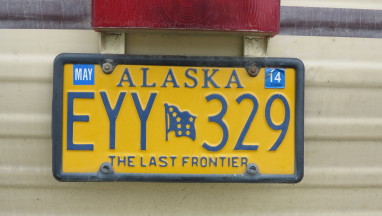 MAY ALASKA 14
EYY 329
THE LAST FRONTIER